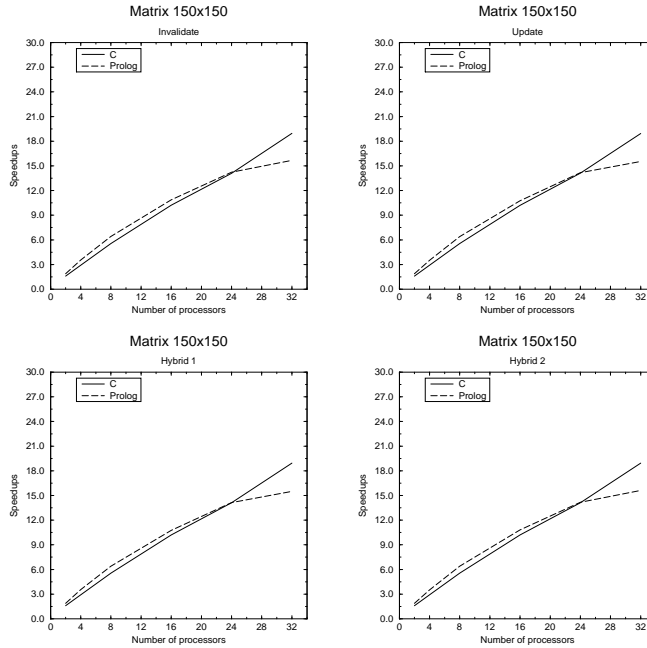 Matrix 150x150
Invalidate
30.0
27.0
24.0
21.0
18.0
15.0
12.0
9.0
6.0
3.0
0.0
Speedups
C
Prolog
0 4 8 12 16 20 24 28 32
Number of processors
Matrix 150x150
Update
30.0
27.0
24.0
21.0
18.0
15.0
12.0
9.0
6.0
3.0
0.0
Speedups
C
Prolog
0 4 8 12 16 20 24 28 32
Number of processors
Matrix 150x150
Hybrid 1
30.0
27.0
24.0
21.0
18.0
15.0
12.0
9.0
6.0
3.0
0.0
Speedups
C
Prolog
0 4 8 12 16 20 24 28 32
Number of processors
Matrix 150x150
Hybrid 2
30.0
27.0
24.0
21.0
18.0
15.0
12.0
9.0
6.0
3.0
0.0
Speedups
C
Prolog
0 4 8 12 16 20 24 28 32
Number of processors